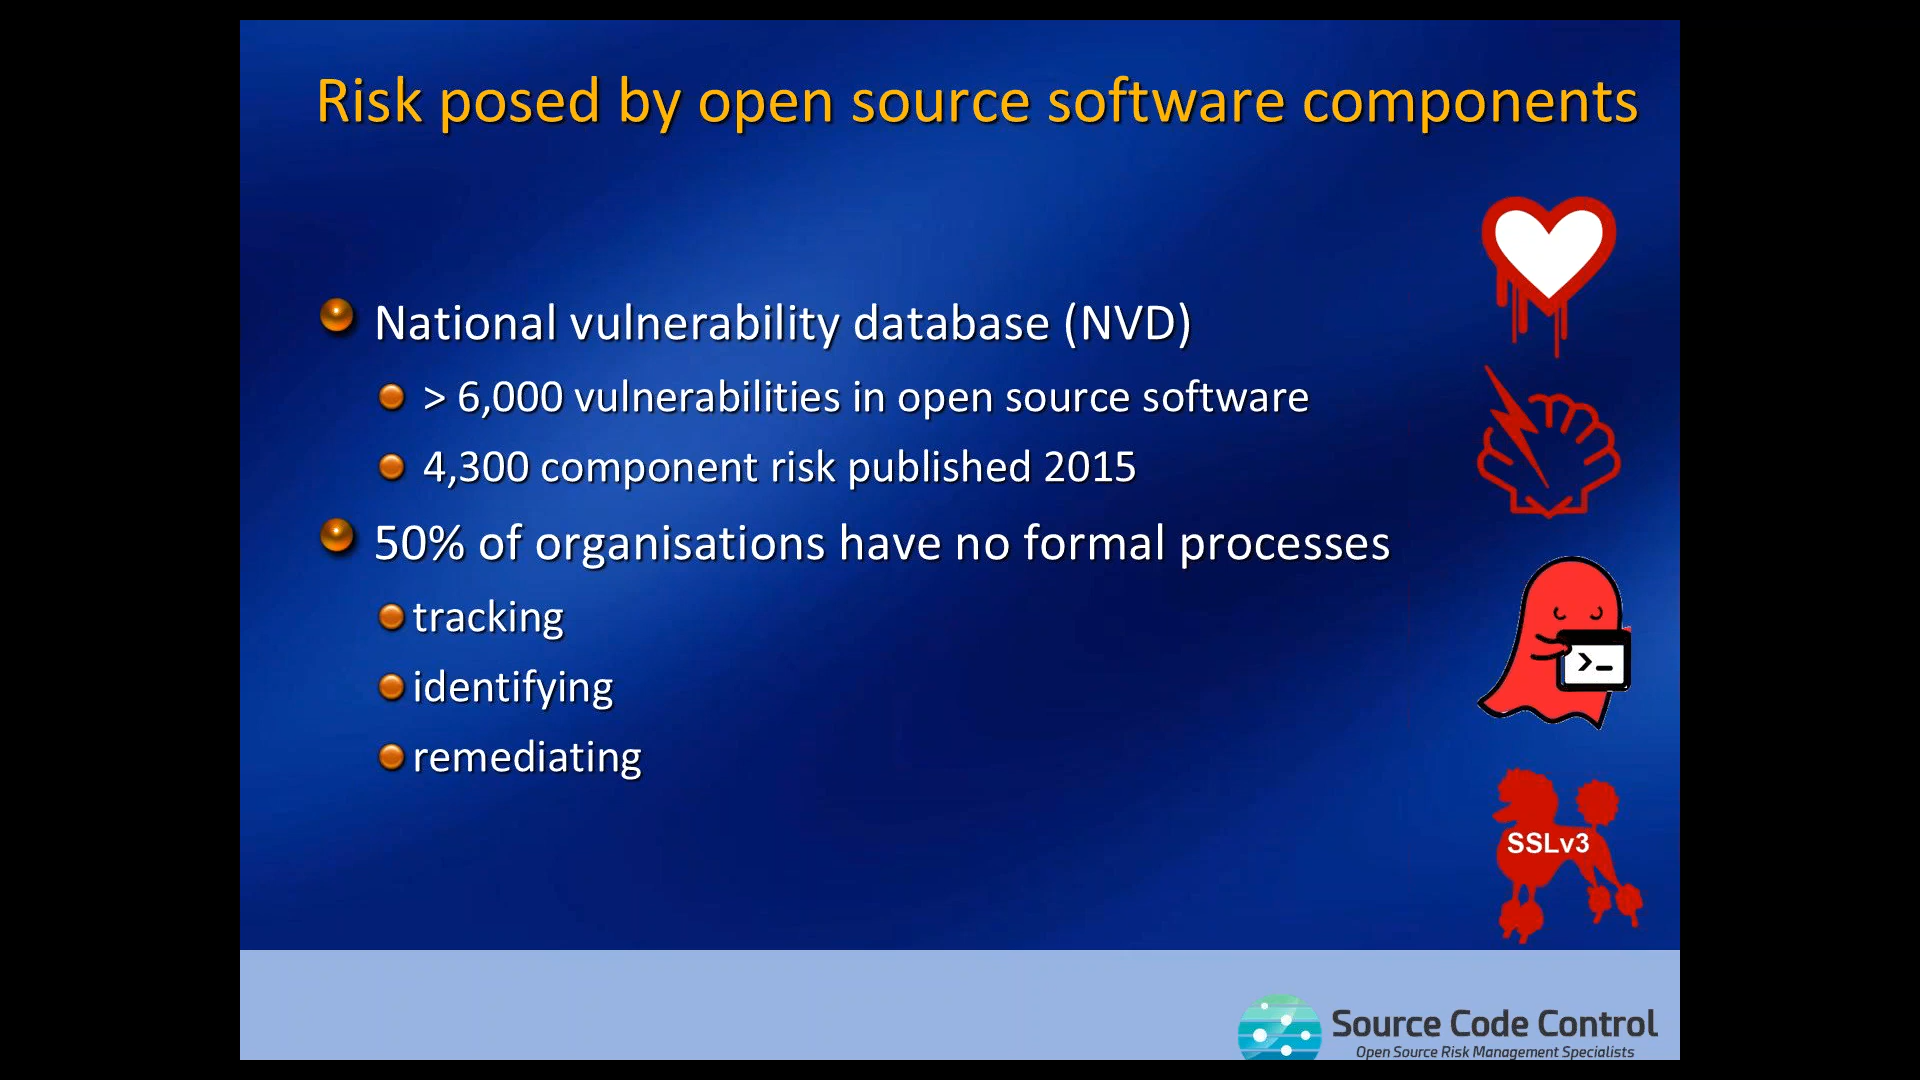 Risk posed by open source software components
National vulnerability database (NVD)
> 6,000 vulnerabilities in open source software
4,300 component risk published 2015
50% of organisations have no formal processes
tracking
identifying
remediating
>_
SSLv3
Source Code Control
Open Source Risk Management Specialists